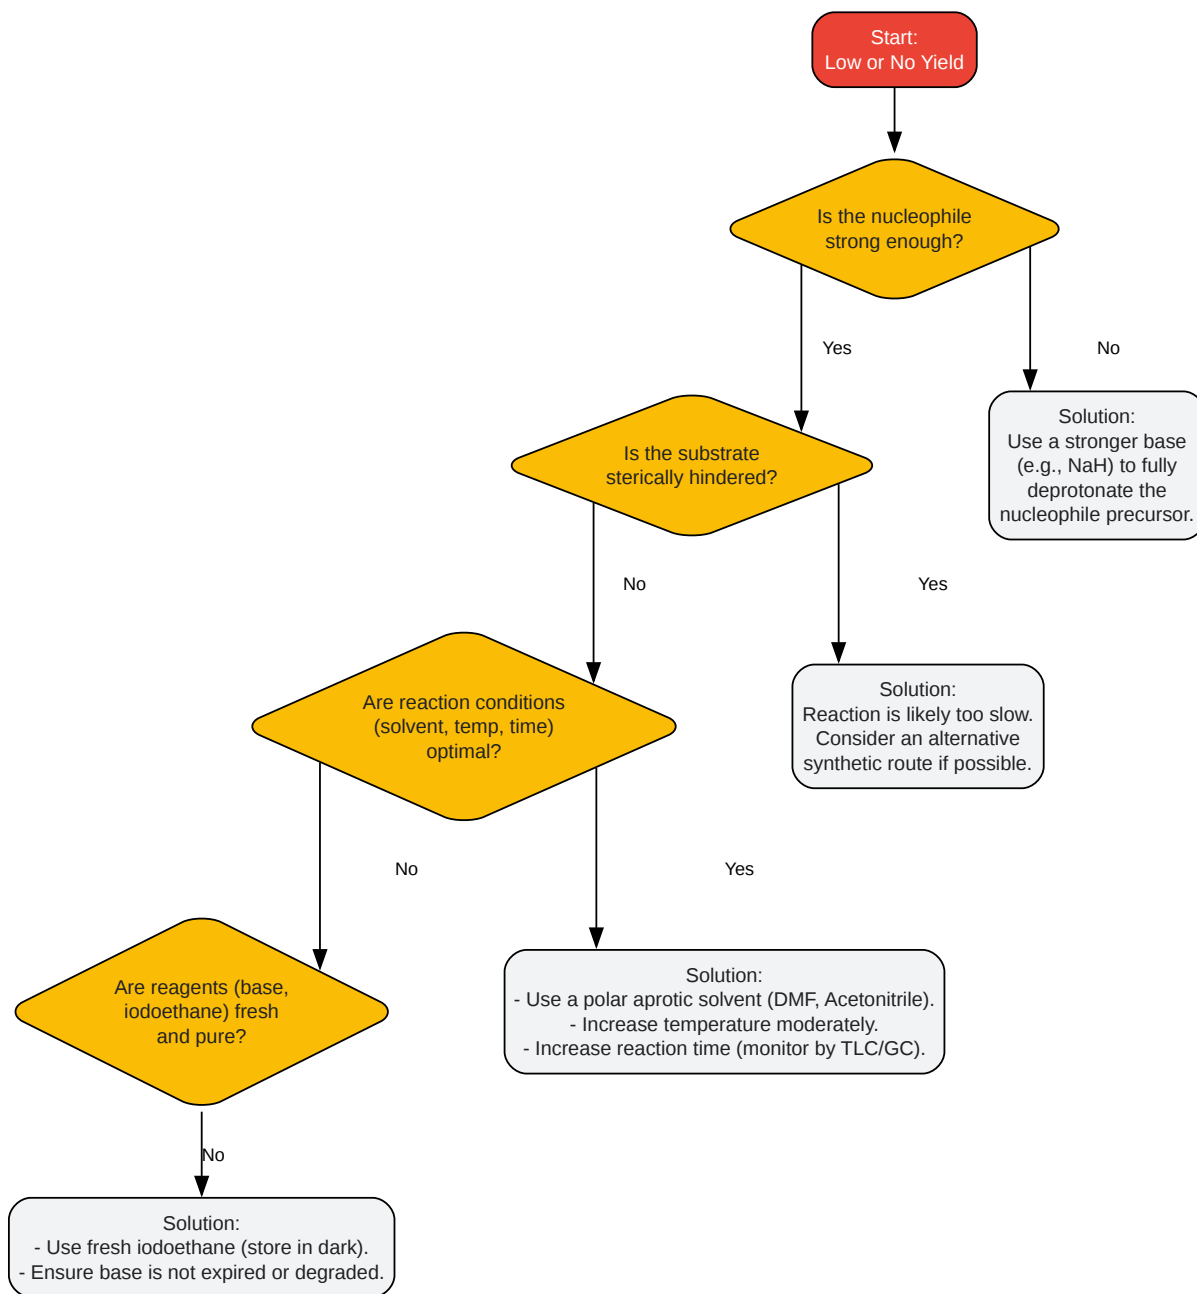 Start:
Low or No Yield
Is the nucleophile
strong enough?
Yes
No
Solution:
Use a stronger base
(e.g., NaH) to fully
deprotonate the
nucleophile precursor.
Is the substrate
sterically hindered?
No
Yes
Solution:
Reaction is likely too slow.
Consider an alternative
synthetic route if possible.
Are reaction conditions
(solvent, temp, time)
optimal?
No
Yes
Solution:
- Use a polar aprotic solvent (DMF, Acetonitrile).
- Increase temperature moderately.
- Increase reaction time (monitor by TLC/GC).
Are reagents (base,
iodoethane) fresh
and pure?
No
Solution:
- Use fresh iodoethane (store in dark).
- Ensure base is not expired or degraded.